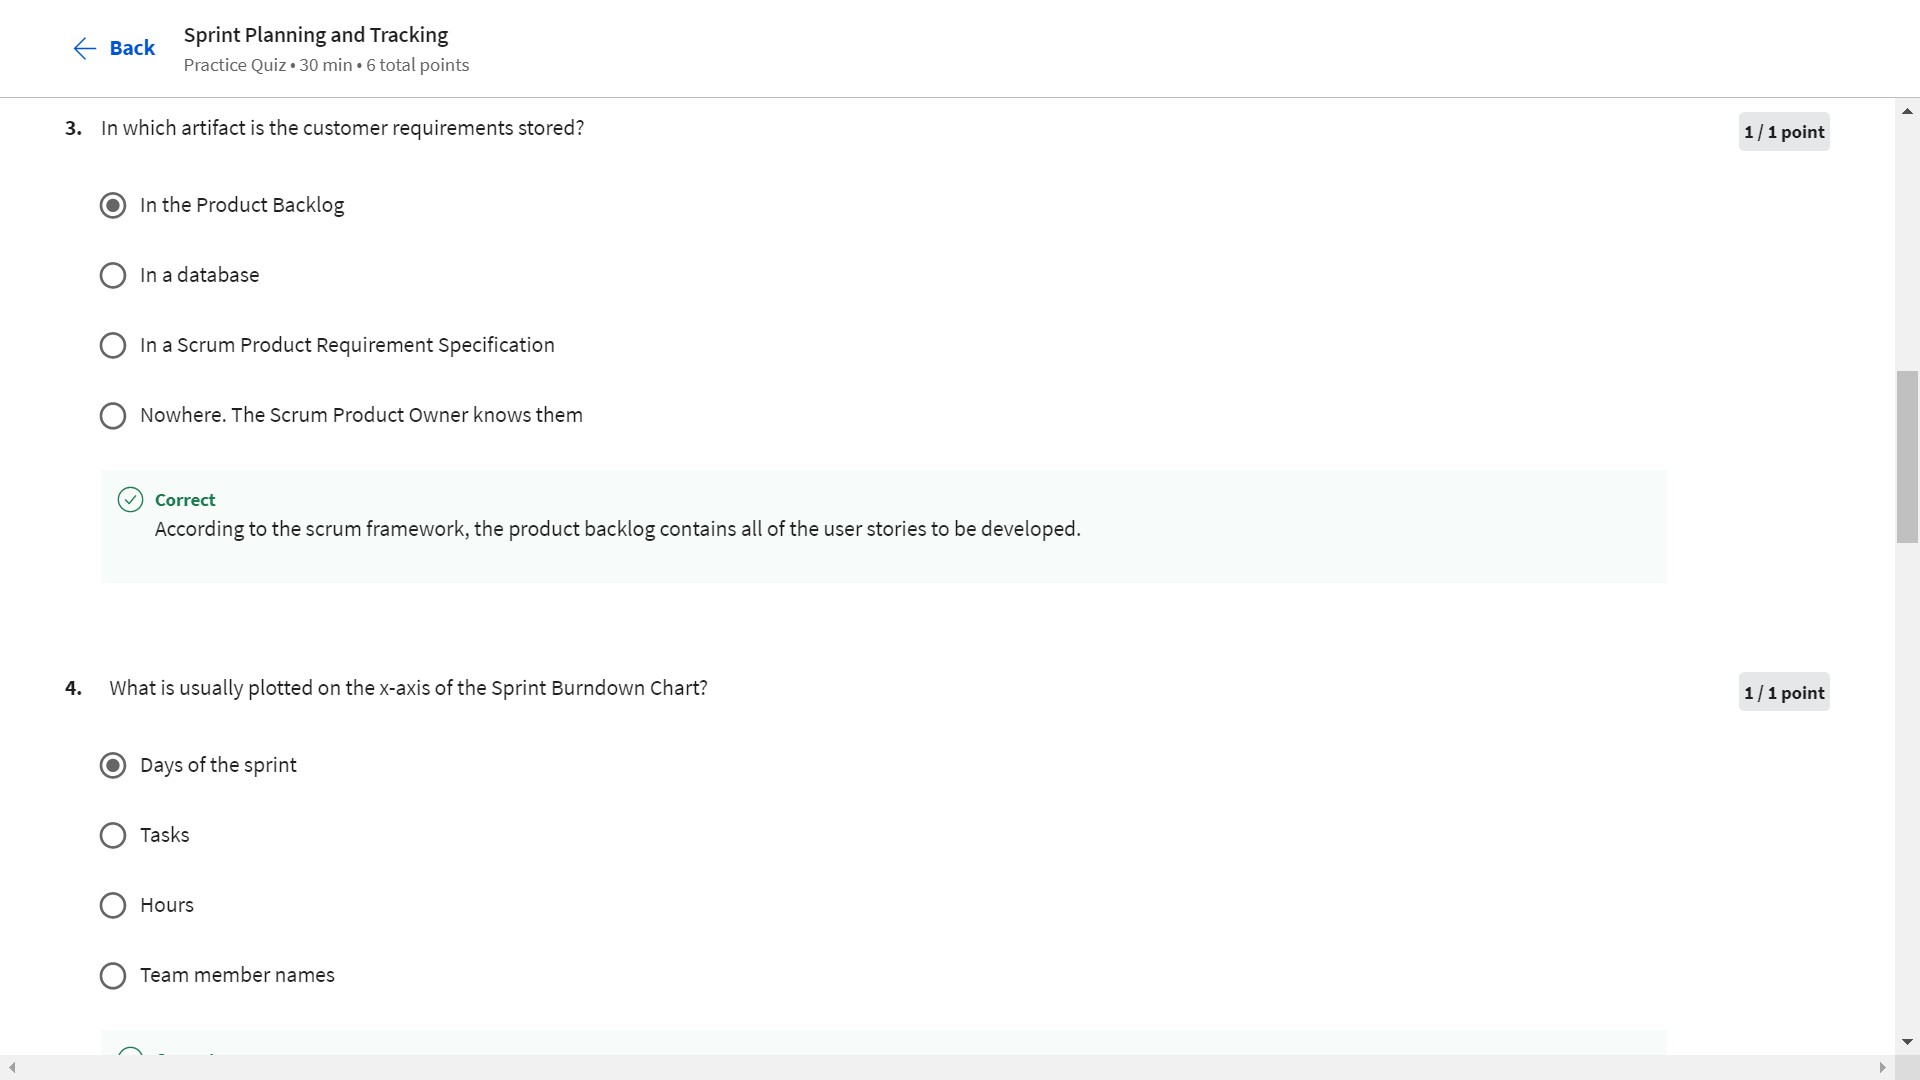 Back
Sprint Planning and Tracking
Practice Quiz • 30 min • 6 total points
3. In which artifact is the customer requirements stored?
1 / 1 point
In the Product Backlog
In a database
In a Scrum Product Requirement Specification
Nowhere. The Scrum Product Owner knows them
Correct
According to the scrum framework, the product backlog contains all of the user stories to be developed.
4. What is usually plotted on the x-axis of the Sprint Burndown Chart?
1 / 1 point
Days of the sprint
Tasks
Hours
Team member names